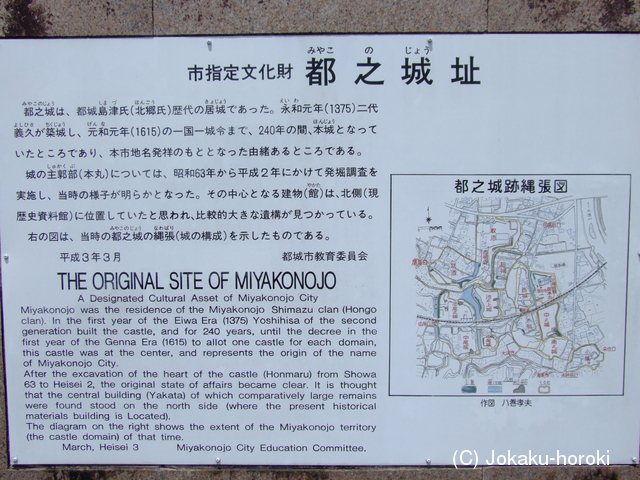 市指定文化財 都之城址
みやこ の じょう
都之城は、都城島津氏(北郷氏)歴代の居城であった。永和元年(1375)二代
義久が築城し、元和元年(1615)の一国一城令まで、240年の間、本城となって
いたところであり、本市地名発祥のもととなった由緒あるところである。
城の主郭部(本丸)については、昭和63年から平成2年にかけて発掘調査を
実施し、当時の様子が明らかとなった。その中心となる建物(館)は、北側(現
歴史資料館)に位置していたと思われ、比較的大きな遺構が見つかっている。
右の図は、当時の都之城の縄張(城の構成)を示したものである。
平成3年3月 都城市教育委員会
THE ORIGINAL SITE OF MIYAKONOJO
A Designated Cultural Asset of Miyakonojo City
Miyakonojo was the residence of the Miyakonojo Shimazu clan (Hongo
clan). In the first year of the Eiwa Era (1375) Yoshihisa of the second
generation built the castle, and for 240 years, until the decree in the
first year of the Genna Era (1615) to allot one castle for each domain,
this castle was at the center, and represents the origin of the name
of Miyakonojo City.
After the excavation of the heart of the castle (Honmaru) from Showa
63 to Heisei 2, the original state of affairs became clear. It is thought
that the central building (Yakata) of which comparatively large remains
were found stood on the north side (where the present historical
materials building is Located).
The diagram on the right shows the extent of the Miyakonojo territory
(the castle domain) of that time.
March, Heisei 3 Miyakonojo City Education Committee.
都之城跡縄張図
作図 八巻孝夫
(C) Jokaku-horoki